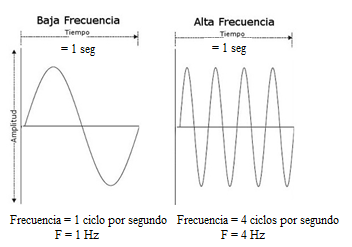 Baja Frecuencia
Tiempo
= 1 seg
Amplitud
Frecuencia = 1 ciclo por segundo
F = 1 Hz
Alta Frecuencia
Tiempo
= 1 seg
Frecuencia = 4 ciclos por segundo
F = 4 Hz